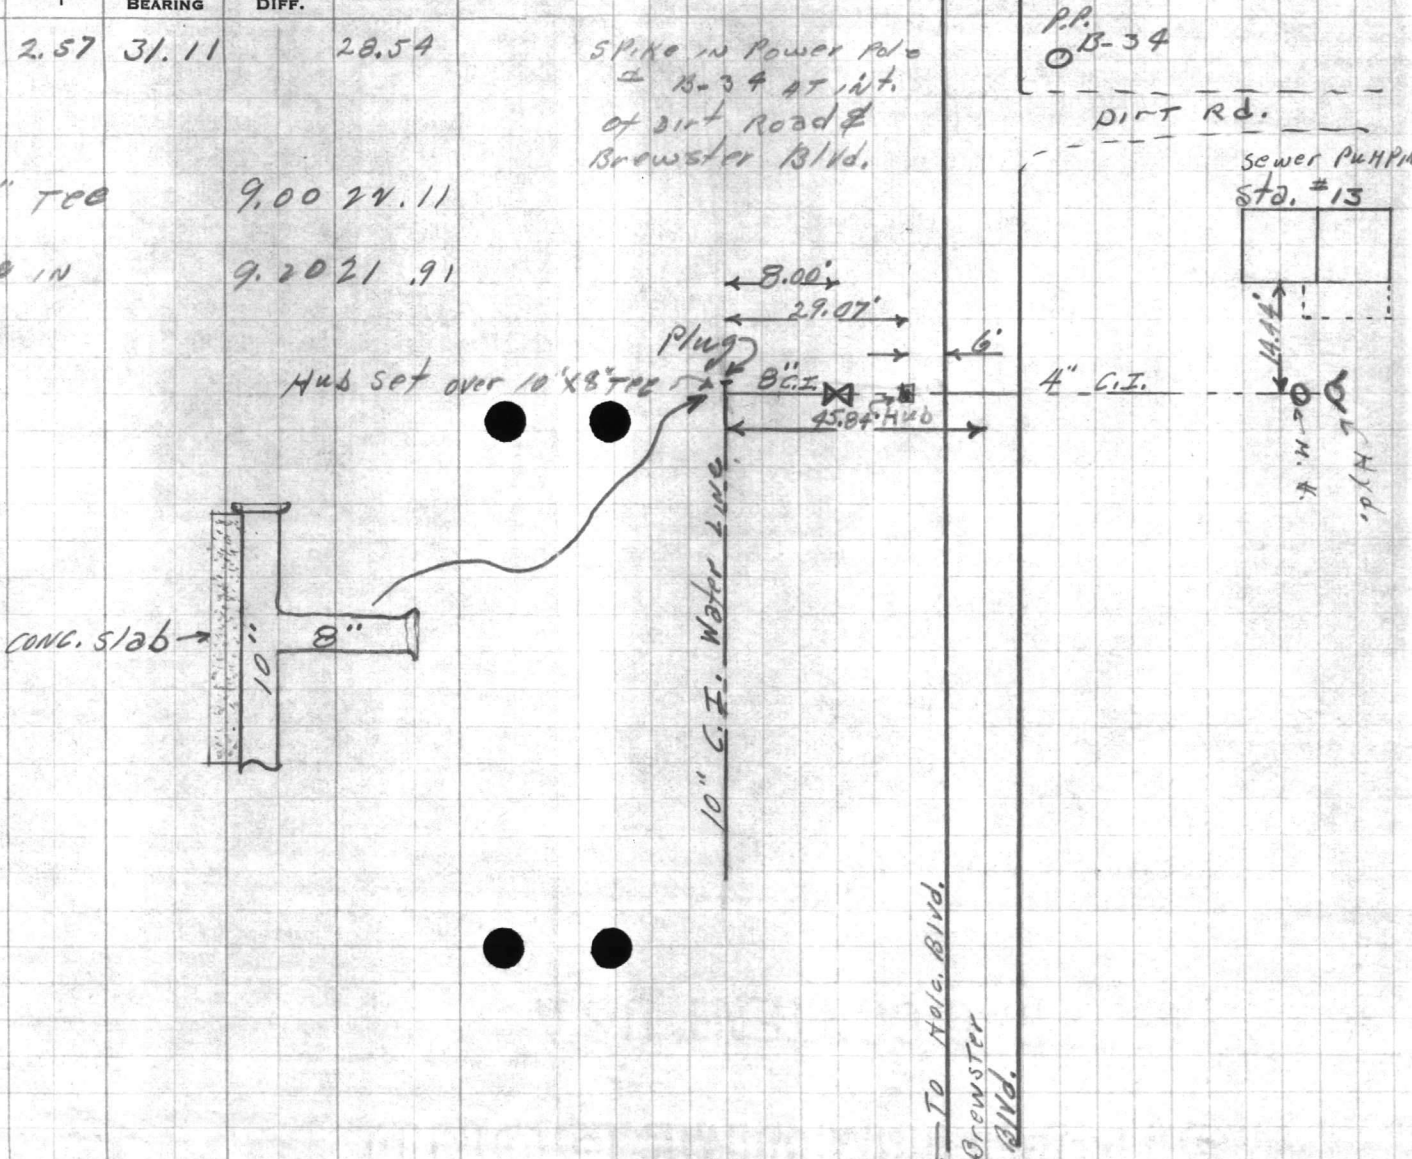 BEARING DIFF.
2.57 31.11 28.54
SPike in Power Pole
# B-34 AT int.
of Dirt Road &
Brewster Blvd.
" Tee 9.00 22.11
IN 9.20 21.91
P.P.
B-34
Dirt Rd.
Sewer PUMPIN
Sta. #13
8.00'
29.07'
6'
Plug
Hub Set over 10"X8" Tee
8" C.I.
45.84'
Hub
4" C.I.
14.44'
Hyd.
10" C.I. Water Line
CONC. Slab
10"
8"
To Holc. Blvd.
Brewster
Blvd.